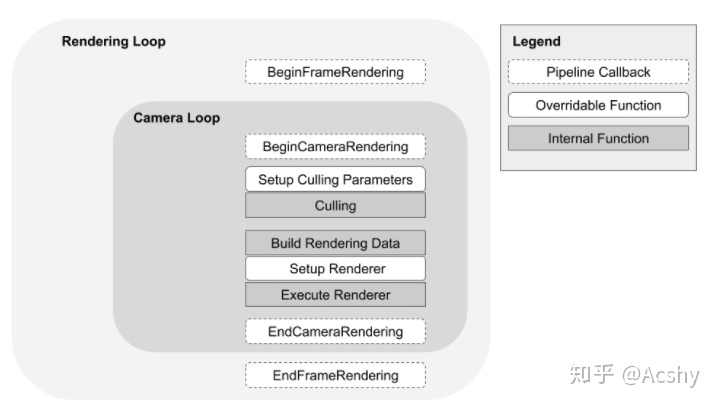 Rendering Loop
BeginFrameRendering
Camera Loop
BeginCameraRendering
Setup Culling Parameters
Culling
Build Rendering Data
Setup Renderer
Execute Renderer
EndCameraRendering
EndFrameRendering
Legend
Pipeline Callback
Overridable Function
Internal Function
知乎 @Acshy